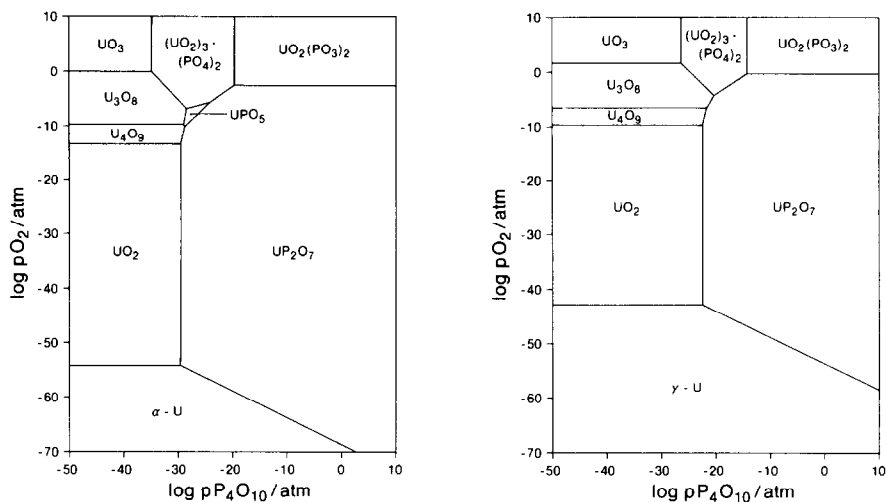 10
0
-10
-20
-30
-40
-50
-60
-70
log pO₂/atm
UO₃
(UO₂)₃·
(PO₄)₂
UO₂(PO₃)₂
U₃O₈
UPO₅
U₄O₉
UO₂
UP₂O₇
α - U
-50 -40 -30 -20 -10 0 10
log pP₄O₁₀/atm
10
0
-10
-20
-30
-40
-50
-60
-70
log pO₂/atm
UO₃
(UO₂)₃·
(PO₄)₂
UO₂(PO₃)₂
U₃O₈
U₄O₉
UO₂
UP₂O₇
γ - U
-50 -40 -30 -20 -10 0 10
log pP₄O₁₀/atm